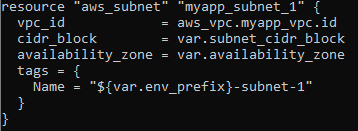 resource "aws_subnet" "myapp_subnet_1" {
  vpc_id            = aws_vpc.myapp_vpc.id
  cidr_block        = var.subnet_cidr_block
  availability_zone = var.availability_zone
  tags = {
    Name = "${var.env_prefix}-subnet-1"
  }
}